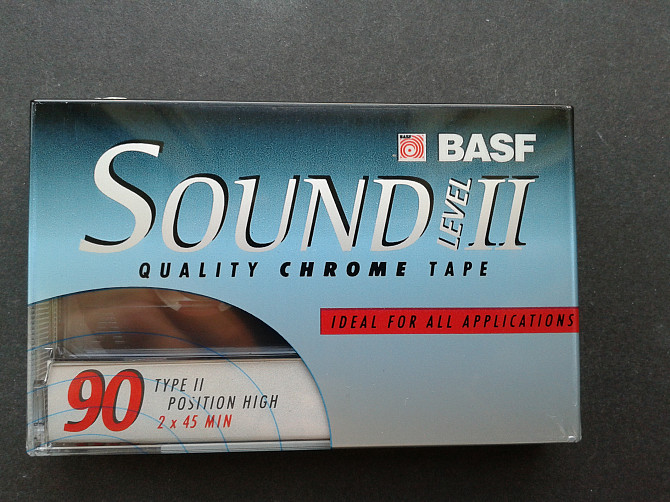 BASF
SOUND LEVEL II
QUALITY CHROME TAPE
IDEAL FOR ALL APPLICATIONS
90
TYPE II
POSITION HIGH
2 x 45 MIN